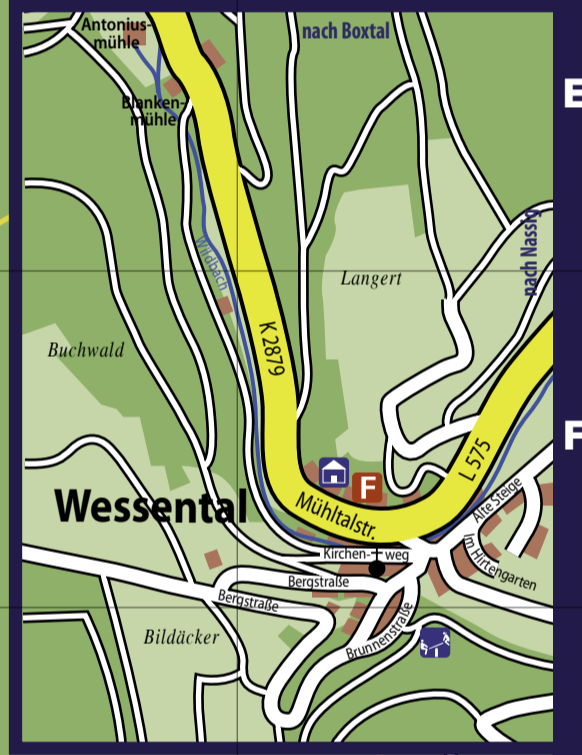 Antonius-
mühle
nach Boxtal
E
Blanken-
mühle
nach Nassig
Wildbach
Langert
K 2879
Buchwald
F
L 575
F
Wessental
Mühltalstr.
Alte Steige
Kirchen- weg
Im Hirtengarten
Bergstraße
Bergstraße
Brunnenstraße
Bildäcker